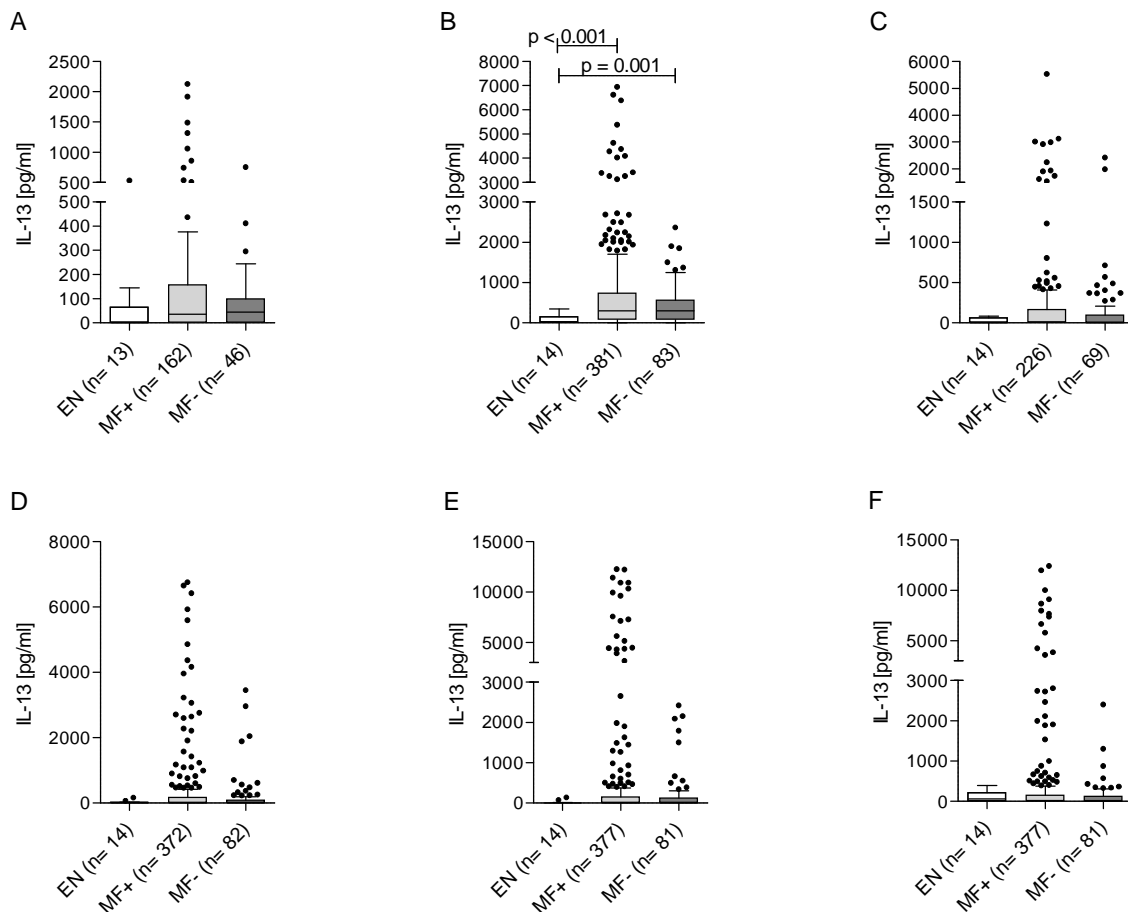 A
IL-13 [pg/ml]
2500
2000
1500
1000
500
500
400
300
200
100
0
EN (n= 13)
MF+ (n= 162)
MF- (n= 46)
B
p < 0.001
p = 0.001
IL-13 [pg/ml]
8000
7000
6000
5000
4000
3000
3000
2000
1000
0
EN (n= 14)
MF+ (n= 381)
MF- (n= 83)
C
IL-13 [pg/ml]
6000
5000
4000
3000
2000
1500
1000
500
0
EN (n= 14)
MF+ (n= 226)
MF- (n= 69)
D
IL-13 [pg/ml]
8000
6000
4000
2000
0
EN (n= 14)
MF+ (n= 372)
MF- (n= 82)
E
IL-13 [pg/ml]
15000
10000
5000
3000
2000
1000
0
EN (n= 14)
MF+ (n= 377)
MF- (n= 81)
F
IL-13 [pg/ml]
15000
10000
5000
3000
2000
1000
0
EN (n= 14)
MF+ (n= 377)
MF- (n= 81)